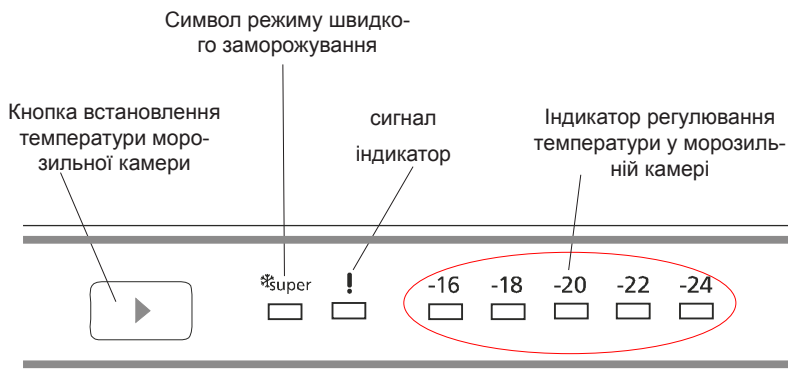 Символ режиму швидко-
го заморожування
Кнопка встановлення
температури моро-
зильної камери
сигнал
індикатор
Індикатор регулювання
температури у морозиль-
ній камері
super ! -16 -18 -20 -22 -24